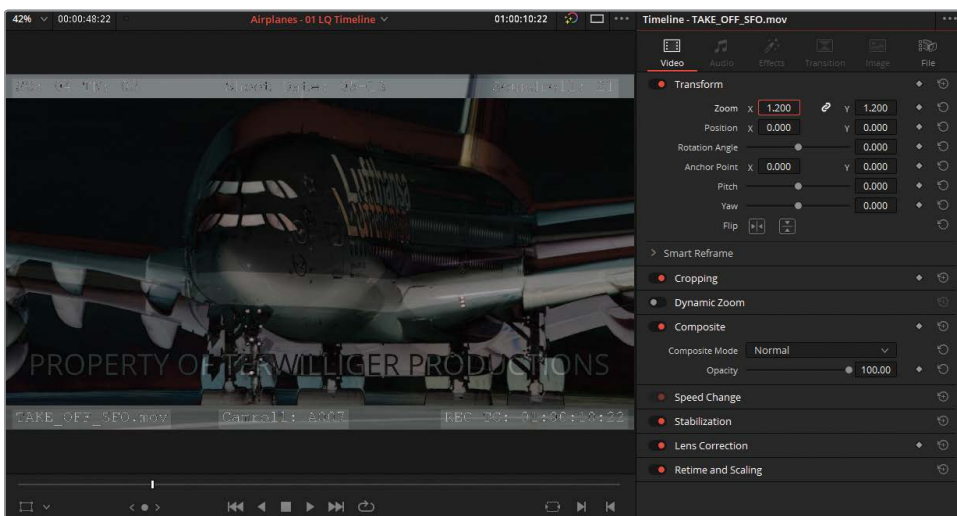 42% 00:00:48:22 Airplanes - 01 LQ Timeline 01:00:10:22 Timeline - TAKE_OFF_SFO.mov
Video Audio Effects Transition Image File
Transform
Zoom X 1.200 Y 1.200
Position X 0.000 Y 0.000
Rotation Angle 0.000
Anchor Point X 0.000 Y 0.000
Pitch 0.000
Yaw 0.000
Flip
Smart Reframe
Cropping
Dynamic Zoom
Composite
Composite Mode Normal
Opacity 100.00
Speed Change
Stabilization
Lens Correction
Retime and Scaling
Lufthansa
PROPERTY OF TERWILLIGER PRODUCTIONS
TAKE_OFF_SFO.mov